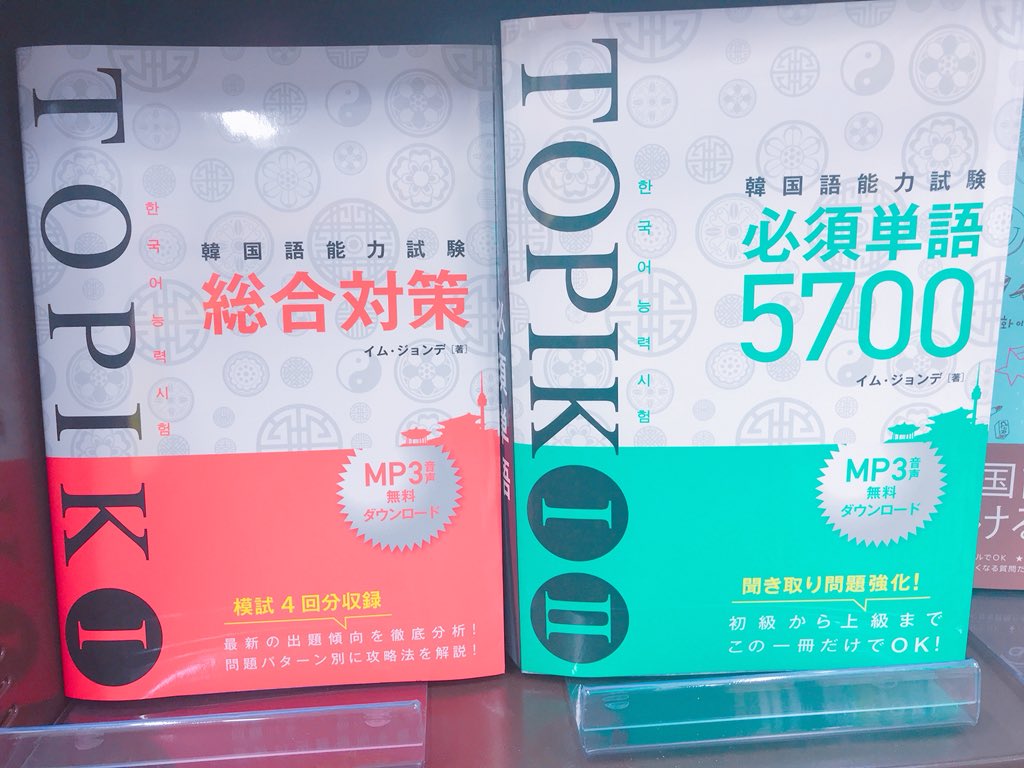 TOPIK I
한국어능력시험
韓国語能力試験
総合対策
イム・ジョンデ [著]
MP3音声
無料
ダウンロード
模試4回分収録
最新の出題傾向を徹底分析!
問題パターン別に攻略法を解説!
TOPIK I II
한국어능력시험
韓国語能力試験
必須単語
5700
イム・ジョンデ [著]
MP3音声
無料
ダウンロード
聞き取り問題強化!
初級から上級まで
この一冊だけでOK!
国
ける